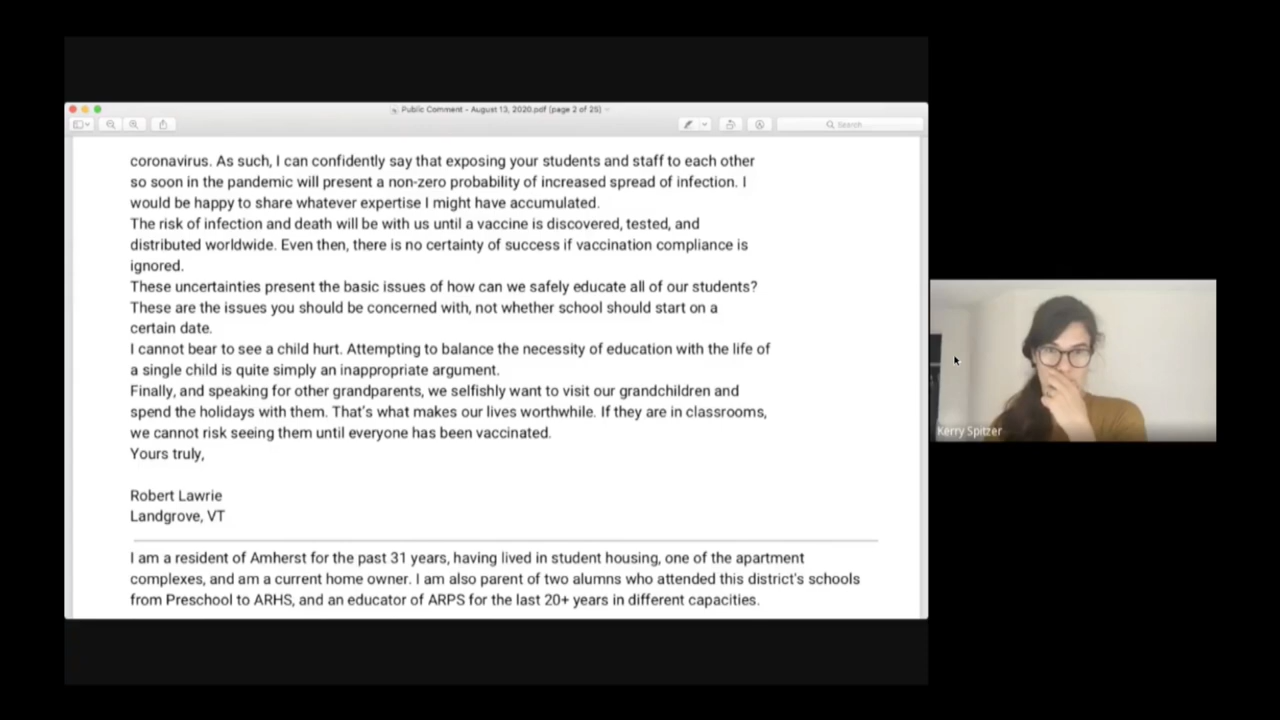 Public Comment - August 13, 2020.pdf (page 2 of 25)
Search
coronavirus. As such, I can confidently say that exposing your students and staff to each other
so soon in the pandemic will present a non-zero probability of increased spread of infection. I
would be happy to share whatever expertise I might have accumulated.
The risk of infection and death will be with us until a vaccine is discovered, tested, and
distributed worldwide. Even then, there is no certainty of success if vaccination compliance is
ignored.
These uncertainties present the basic issues of how can we safely educate all of our students?
These are the issues you should be concerned with, not whether school should start on a
certain date.
I cannot bear to see a child hurt. Attempting to balance the necessity of education with the life of
a single child is quite simply an inappropriate argument.
Finally, and speaking for other grandparents, we selfishly want to visit our grandchildren and
spend the holidays with them. That's what makes our lives worthwhile. If they are in classrooms,
we cannot risk seeing them until everyone has been vaccinated.
Yours truly,
Robert Lawrie
Landgrove, VT
I am a resident of Amherst for the past 31 years, having lived in student housing, one of the apartment
complexes, and am a current home owner. I am also parent of two alumns who attended this district's schools
from Preschool to ARHS, and an educator of ARPS for the last 20+ years in different capacities.
Kerry Spitzer